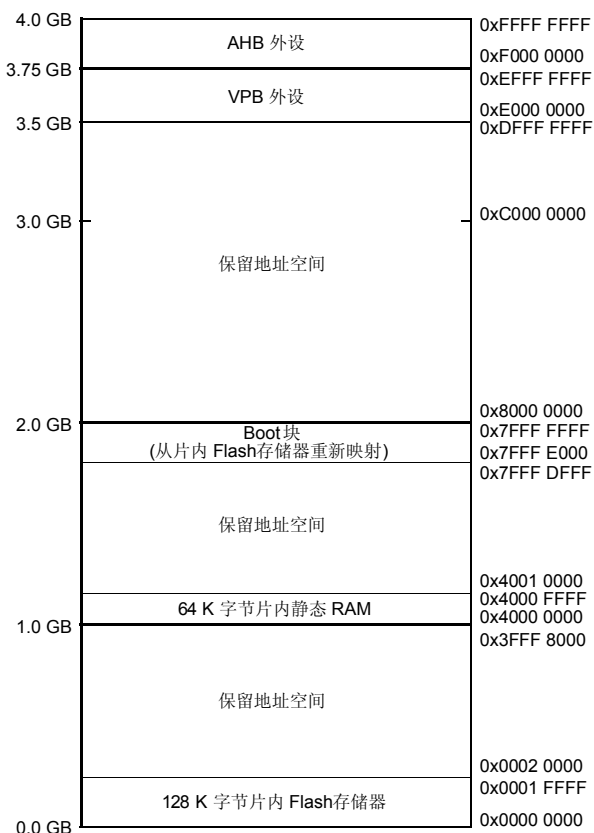 4.0 GB
0xFFFF FFFF
AHB 外设
0xF000 0000
3.75 GB
0xEFFF FFFF
VPB 外设
0xE000 0000
3.5 GB
0xDFFF FFFF
3.0 GB
0xC000 0000
保留地址空间
0x8000 0000
2.0 GB
Boot块
0x7FFF FFFF
(从片内 Flash存储器重新映射)
0x7FFF E000
0x7FFF DFFF
保留地址空间
0x4001 0000
0x4000 FFFF
64 K 字节片内静态 RAM
0x4000 0000
1.0 GB
0x3FFF 8000
保留地址空间
0x0002 0000
0x0001 FFFF
128 K 字节片内 Flash存储器
0x0000 0000
0.0 GB